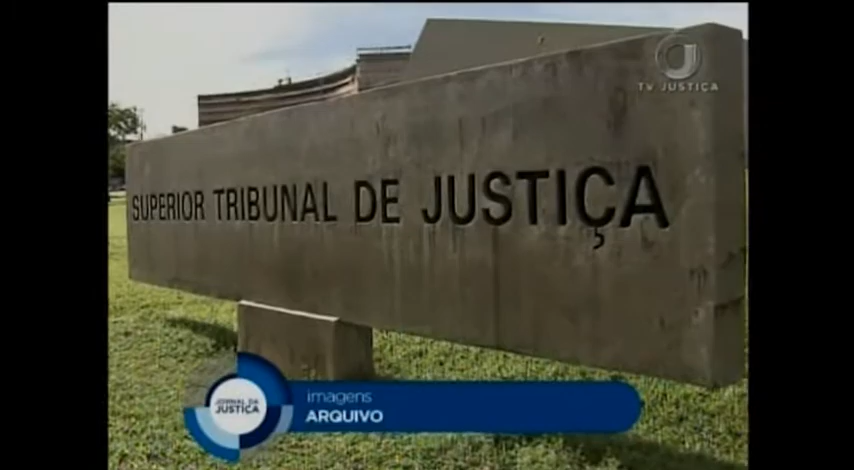 TV JUSTIÇA
SUPERIOR TRIBUNAL DE JUSTIÇA
JORNAL DA
JUSTIÇA
imagens
ARQUIVO